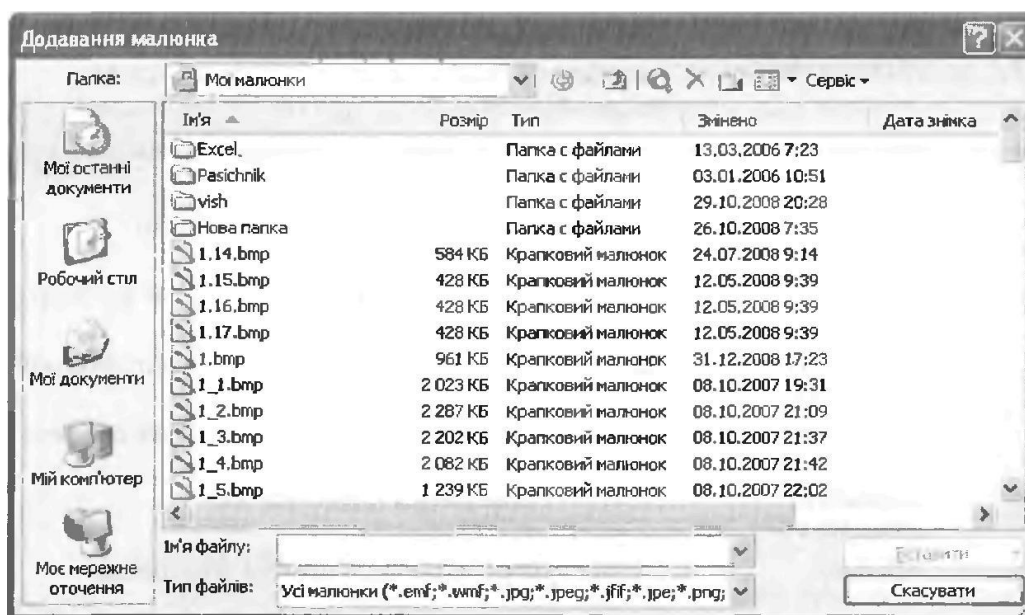 Додавання малюнка
Папка: Мої малюнки Сервіс
Ім'я Розмір Тип Змінено Дата знімка
Excel Папка с файлами 13.03.2006 7:23
Pasichnik Папка с файлами 03.01.2006 10:51
vish Папка с файлами 29.10.2008 20:28
Нова папка Папка с файлами 26.10.2008 7:35
1.14.bmp 584 КБ Крапковий малюнок 24.07.2008 9:14
1.15.bmp 428 КБ Крапковий малюнок 12.05.2008 9:39
1.16.bmp 428 КБ Крапковий малюнок 12.05.2008 9:39
1.17.bmp 428 КБ Крапковий малюнок 12.05.2008 9:39
1.bmp 961 КБ Крапковий малюнок 31.12.2008 17:23
1_1.bmp 2 023 КБ Крапковий малюнок 08.10.2007 19:31
1_2.bmp 2 287 КБ Крапковий малюнок 08.10.2007 21:09
1_3.bmp 2 202 КБ Крапковий малюнок 08.10.2007 21:37
1_4.bmp 2 082 КБ Крапковий малюнок 08.10.2007 21:42
1_5.bmp 1 239 КБ Крапковий малюнок 08.10.2007 22:02
Мої останні
документи
Робочий стіл
Мої документи
Мій комп'ютер
Моє мережне
оточення
Ім'я файлу:
Вставити
Тип файлів: Усі малюнки (*.emf;*.wmf;*.jpg;*.jpeg;*.jfif;*.jpe;*.png;
Скасувати